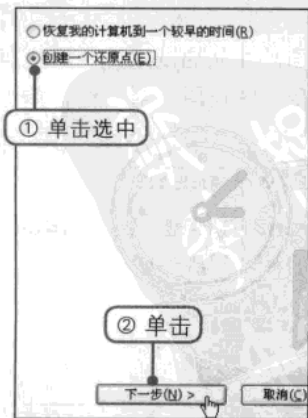 恢复我的计算机到一个较早的时间(R)
创建一个还原点(E)
① 单击选中
② 单击
下一步(N) >
取消(C)